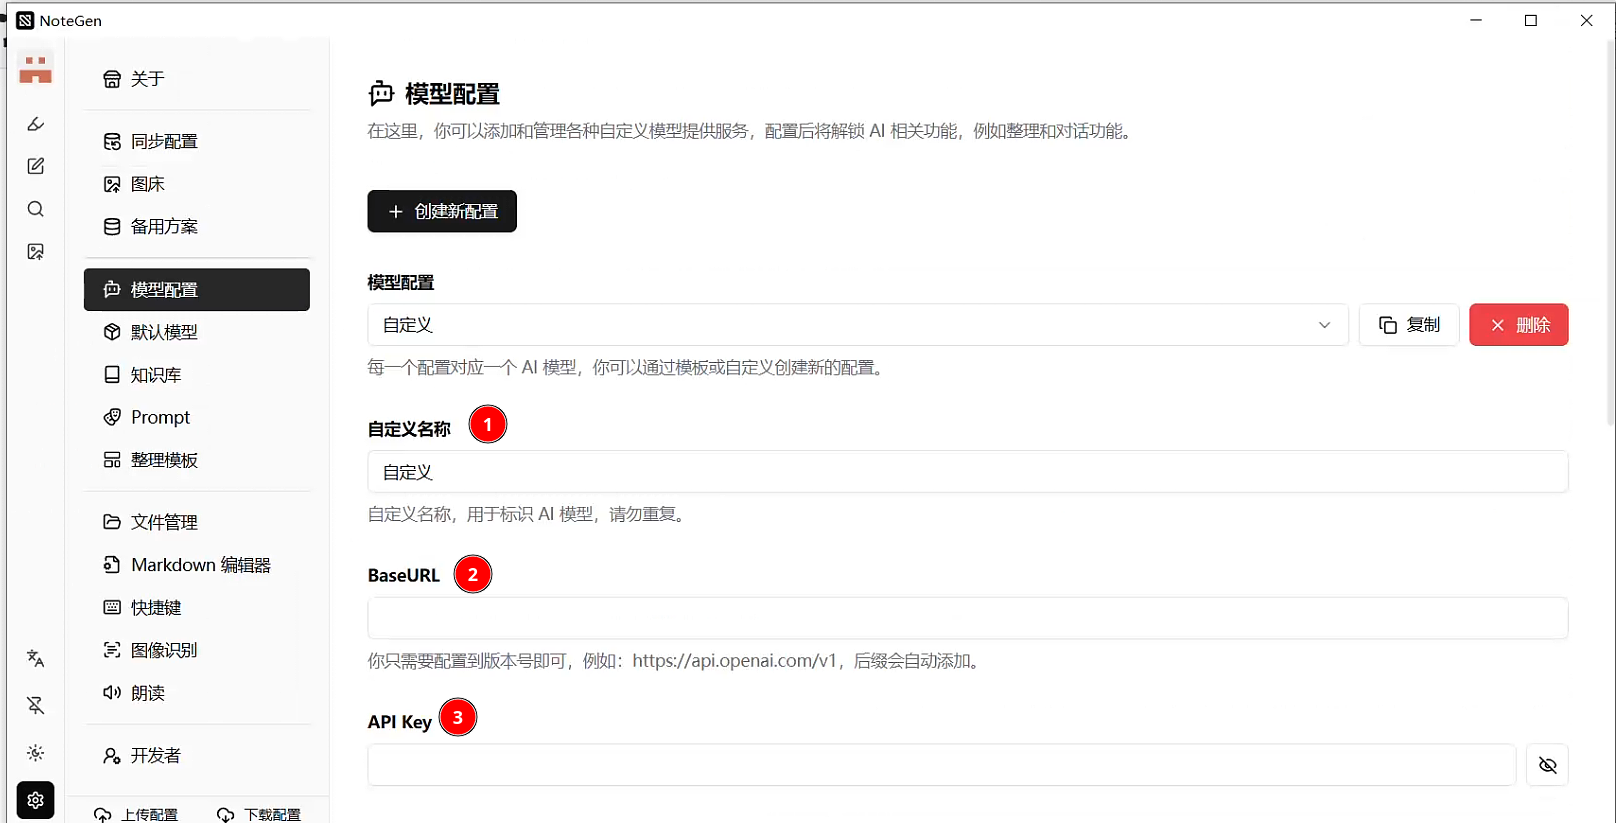 NoteGen
关于
同步配置
图床
备用方案
模型配置
默认模型
知识库
Prompt
整理模板
文件管理
Markdown 编辑器
快捷键
图像识别
朗读
开发者
上传配置
下载配置
模型配置
在这里，你可以添加和管理各种自定义模型提供服务，配置后将解锁 AI 相关功能，例如整理和对话功能。
创建新配置
模型配置
自定义
复制
删除
每一个配置对应一个 AI 模型，你可以通过模板或自定义创建新的配置。
自定义名称 1
自定义
自定义名称，用于标识 AI 模型，请勿重复。
BaseURL 2
你只需要配置到版本号即可，例如：https://api.openai.com/v1，后缀会自动添加。
API Key 3